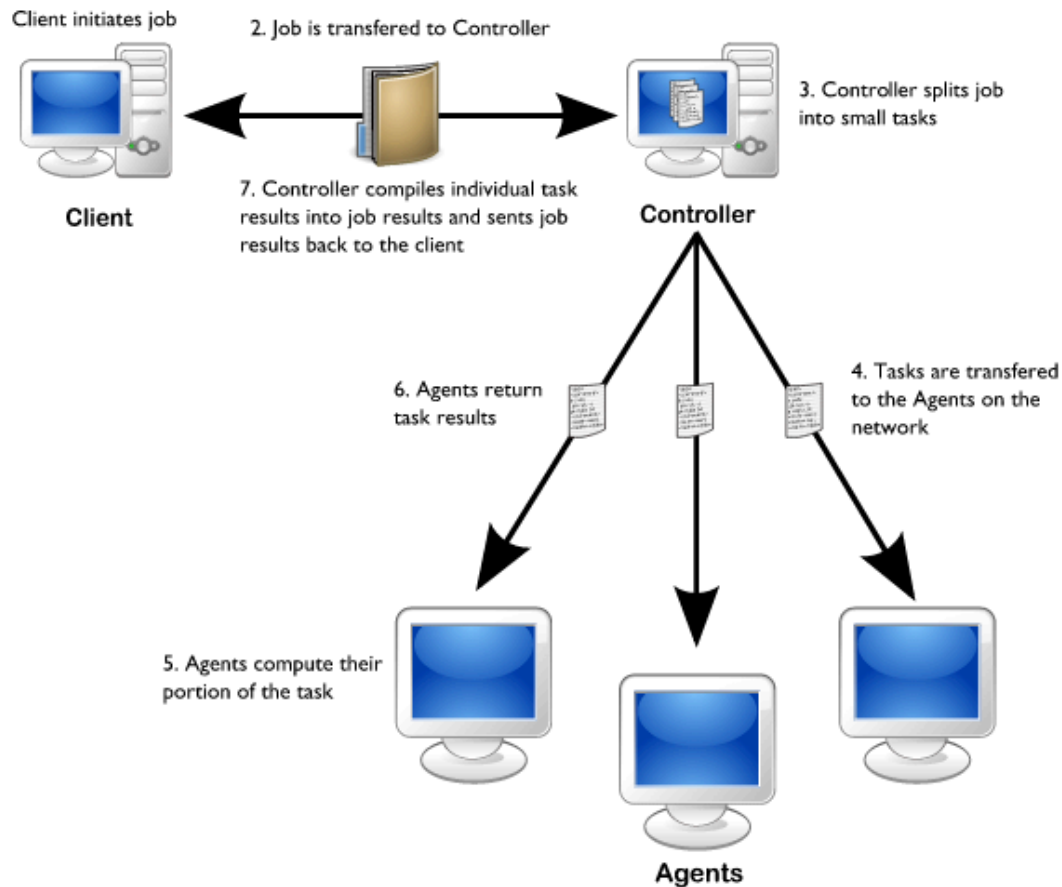 Client initiates job
2. Job is transfered to Controller
3. Controller splits job
into small tasks
Client
7. Controller compiles individual task
results into job results and sents job
results back to the client
Controller
6. Agents return
task results
4. Tasks are transfered
to the Agents on the
network
5. Agents compute their
portion of the task
Agents